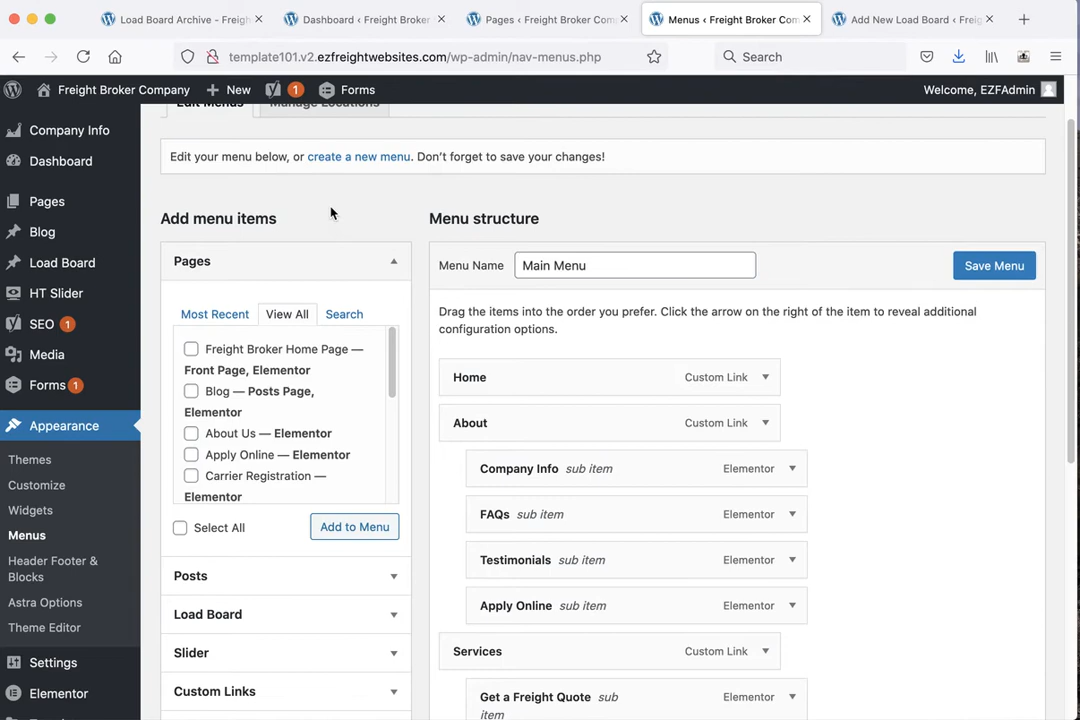 Load Board Archive ‹ Freigh
Dashboard ‹ Freight Broker
Pages ‹ Freight Broker Com
Menus ‹ Freight Broker Com
Add New Load Board ‹ Freig
template101.v2.ezfreightwebsites.com/wp-admin/nav-menus.php
Search
Freight Broker Company
New
1
Forms
Welcome, EZFAdmin
Company Info
Dashboard
Pages
Blog
Load Board
HT Slider
SEO 1
Media
Forms 1
Appearance
Themes
Customize
Widgets
Menus
Header Footer &
Blocks
Astra Options
Theme Editor
Settings
Elementor
Edit Menus
Manage Locations
Edit your menu below, or create a new menu. Don’t forget to save your changes!
Add menu items
Pages
Most Recent
View All
Search
Freight Broker Home Page —
Front Page, Elementor
Blog — Posts Page,
Elementor
About Us — Elementor
Apply Online — Elementor
Carrier Registration —
Elementor
Select All
Add to Menu
Posts
Load Board
Slider
Custom Links
Menu structure
Menu Name
Main Menu
Save Menu
Drag the items into the order you prefer. Click the arrow on the right of the item to reveal additional
configuration options.
Home Custom Link
About Custom Link
Company Info sub item Elementor
FAQs sub item Elementor
Testimonials sub item Elementor
Apply Online sub item Elementor
Services Custom Link
Get a Freight Quote sub Elementor
item